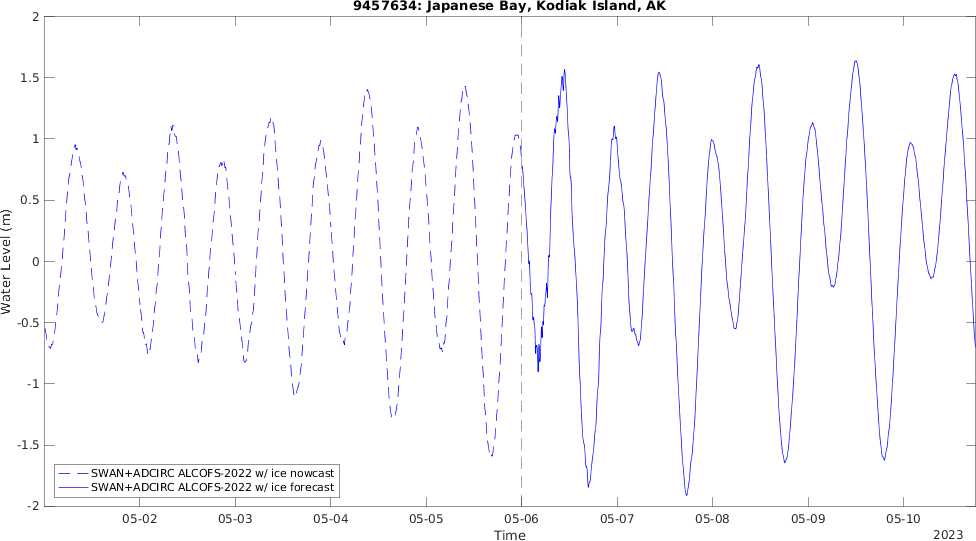 9457634: Japanese Bay, Kodiak Island, AK
2
1.5
1
0.5
0
-0.5
-1
-1.5
-2
Water Level (m)
SWAN+ADCIRC ALCOFS-2022 w/ ice nowcast
SWAN+ADCIRC ALCOFS-2022 w/ ice forecast
05-02 05-03 05-04 05-05 05-06 05-07 05-08 05-09 05-10
Time
2023